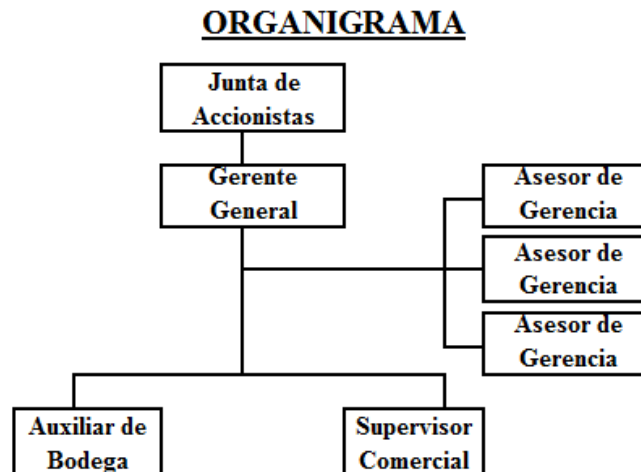 ORGANIGRAMA
Junta de
Accionistas
Gerente
General
Asesor de
Gerencia
Asesor de
Gerencia
Asesor de
Gerencia
Auxiliar de
Bodega
Supervisor
Comercial